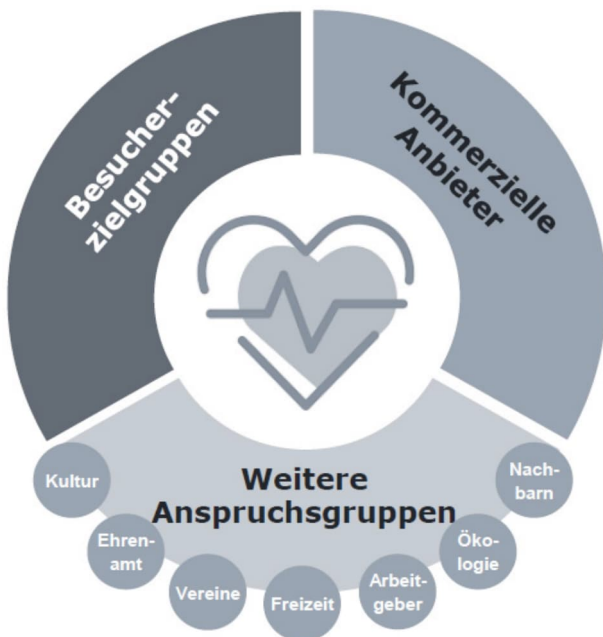 Besucher-
zielgruppen
Kommerzielle
Anbieter
Weitere
Anspruchsgruppen
Kultur
Ehren-
amt
Vereine
Freizeit
Arbeit-
geber
Öko-
logie
Nach-
barn